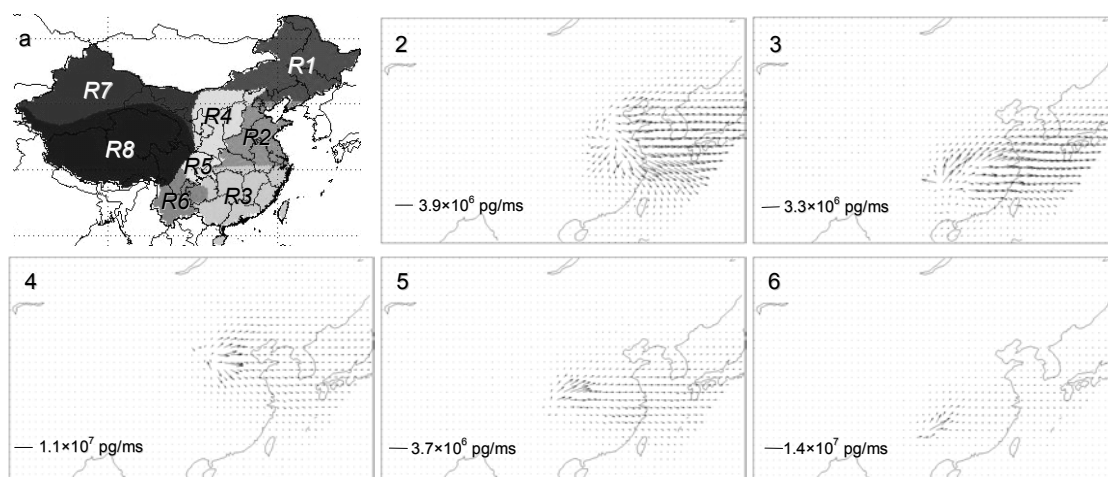 a
R1
R7
R4
R2
R8
R5
R6
R3
2
3.9×10⁶ pg/ms
3
3.3×10⁶ pg/ms
4
1.1×10⁷ pg/ms
5
3.7×10⁶ pg/ms
6
1.4×10⁷ pg/ms